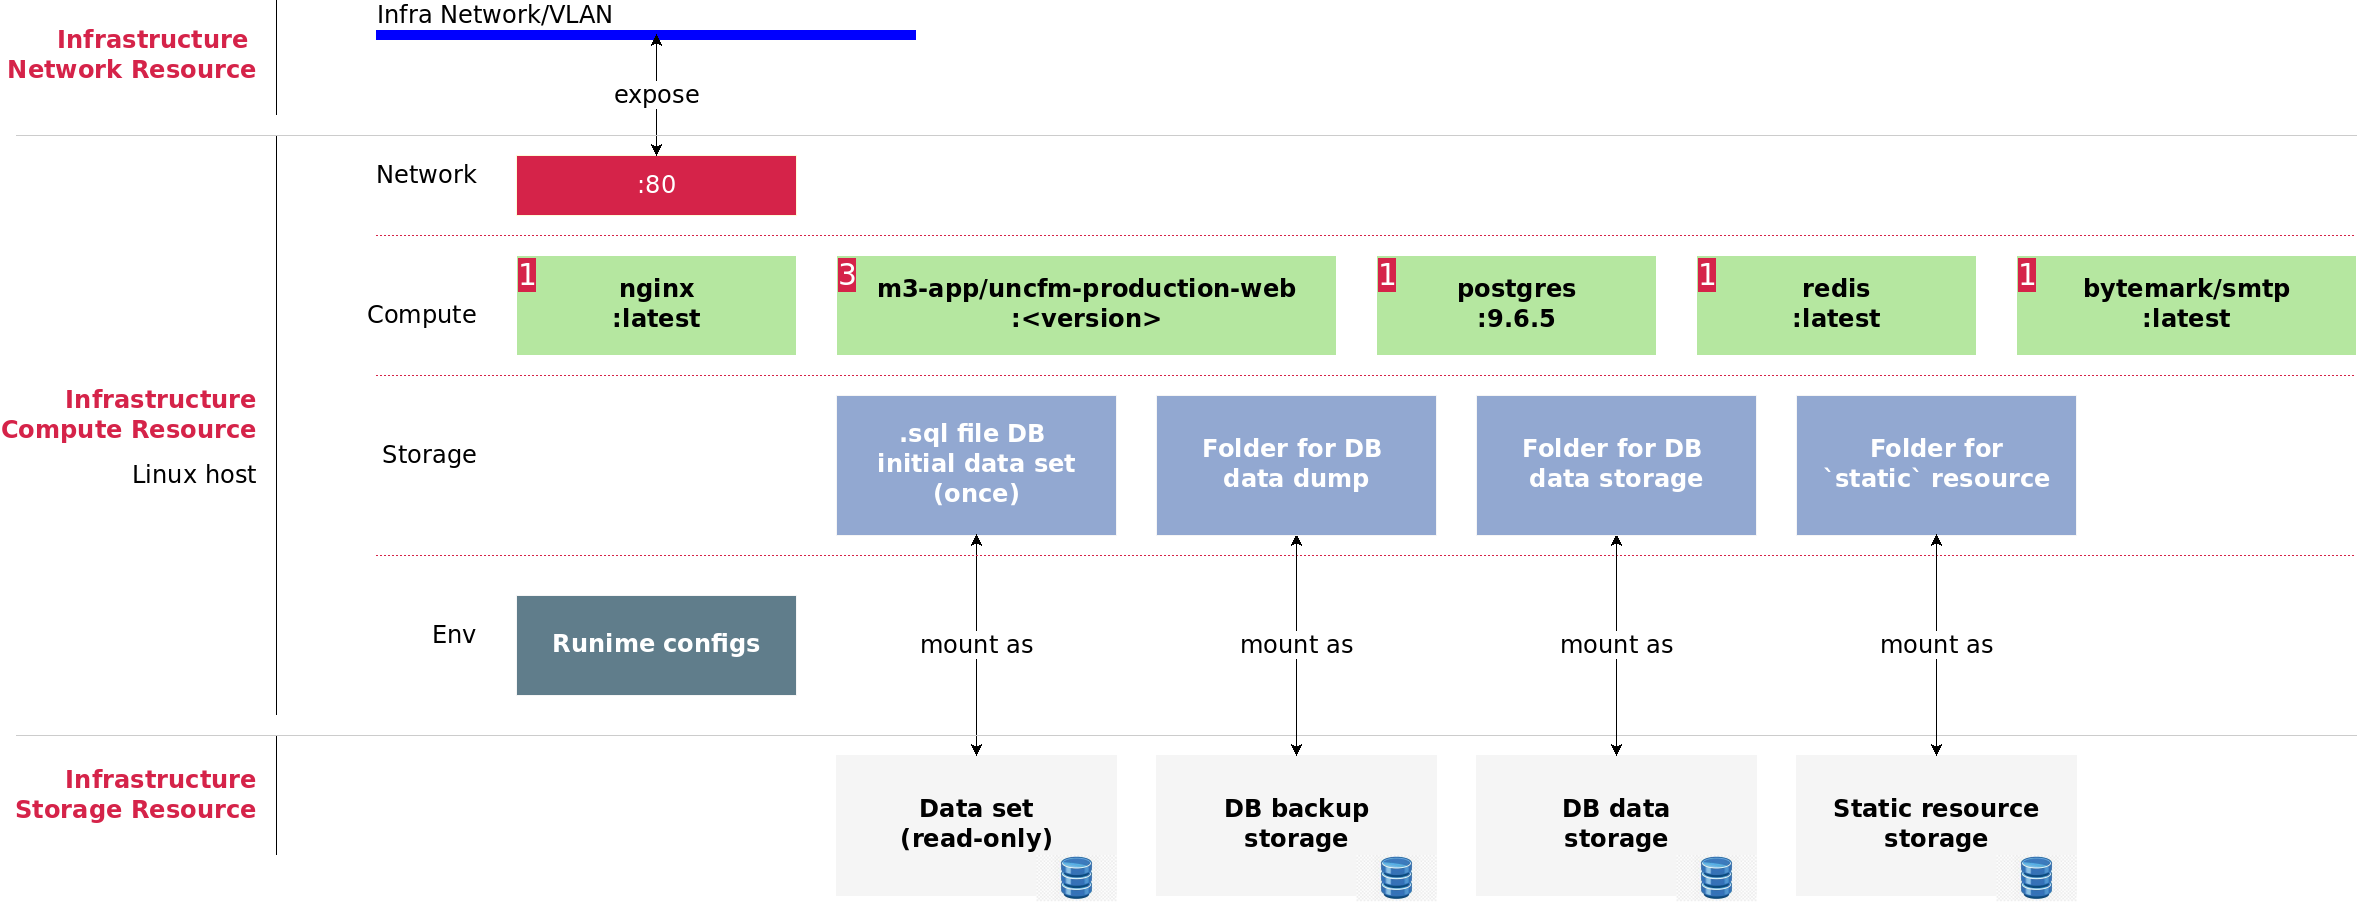 Infra Network/VLAN
Infrastructure
Network Resource
expose
Network
:80
Compute
1
nginx
:latest
3
m3-app/uncfm-production-web
:<version>
1
postgres
:9.6.5
1
redis
:latest
1
bytemark/smtp
:latest
Infrastructure
Compute Resource
Linux host
Storage
.sql file DB
initial data set
(once)
Folder for DB
data dump
Folder for DB
data storage
Folder for
`static` resource
Env
Runime configs
mount as
mount as
mount as
mount as
Infrastructure
Storage Resource
Data set
(read-only)
DB backup
storage
DB data
storage
Static resource
storage